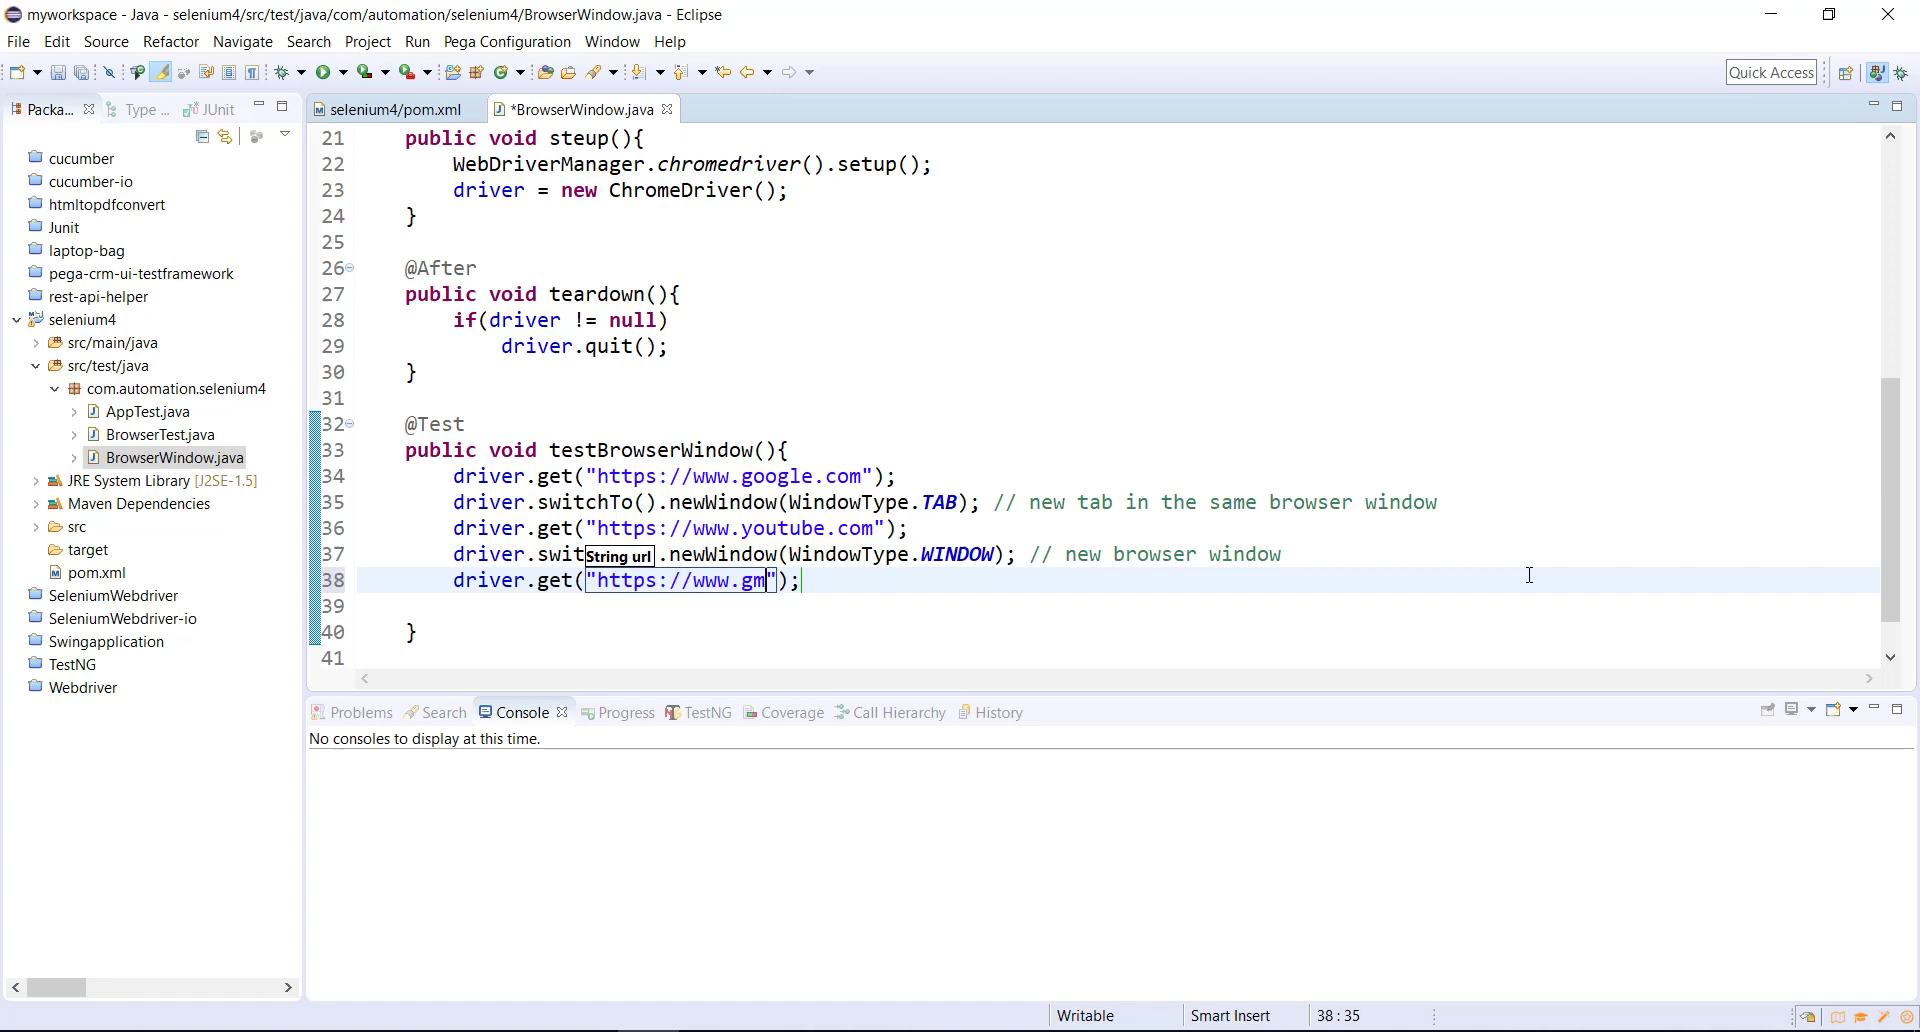 myworkspace - Java - selenium4/src/test/java/com/automation/selenium4/BrowserWindow.java - Eclipse
File Edit Source Refactor Navigate Search Project Run Pega Configuration Window Help
Quick Access
Packa... Type ... JUnit
selenium4/pom.xml *BrowserWindow.java
cucumber
cucumber-io
htmltopdfconvert
Junit
laptop-bag
pega-crm-ui-testframework
rest-api-helper
selenium4
src/main/java
src/test/java
com.automation.selenium4
AppTest.java
BrowserTest.java
BrowserWindow.java
JRE System Library [J2SE-1.5]
Maven Dependencies
src
target
pom.xml
SeleniumWebdriver
SeleniumWebdriver-io
Swingapplication
TestNG
Webdriver
21 public void steup(){
22 WebDriverManager.chromedriver().setup();
23 driver = new ChromeDriver();
24 }
25
26 @After
27 public void teardown(){
28 if(driver != null)
29 driver.quit();
30 }
31
32 @Test
33 public void testBrowserWindow(){
34 driver.get("https://www.google.com");
35 driver.switchTo().newWindow(WindowType.TAB); // new tab in the same browser window
36 driver.get("https://www.youtube.com");
37 driver.swit String url .newWindow(WindowType.WINDOW); // new browser window
38 driver.get("https://www.gm");
39
40 }
41
Problems Search Console Progress TestNG Coverage Call Hierarchy History
No consoles to display at this time.
Writable Smart Insert 38 : 35